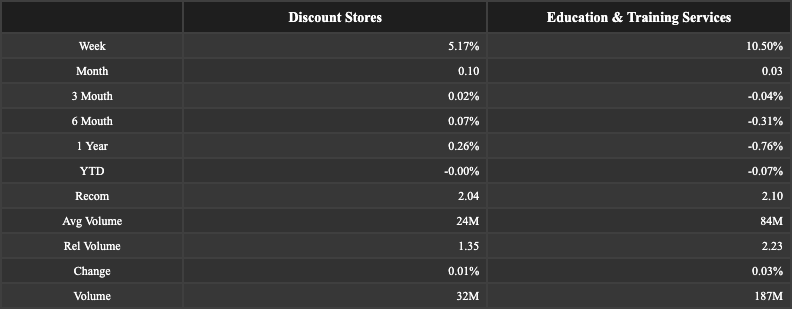 Discount Stores Education & Training Services
Week 5.17% 10.50%
Month 0.10 0.03
3 Mouth 0.02% -0.04%
6 Mouth 0.07% -0.31%
1 Year 0.26% -0.76%
YTD -0.00% -0.07%
Recom 2.04 2.10
Avg Volume 24M 84M
Rel Volume 1.35 2.23
Change 0.01% 0.03%
Volume 32M 187M